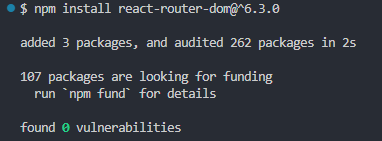 $ npm install react-router-dom@^6.3.0
added 3 packages, and audited 262 packages in 2s
107 packages are looking for funding
run `npm fund` for details
found 0 vulnerabilities